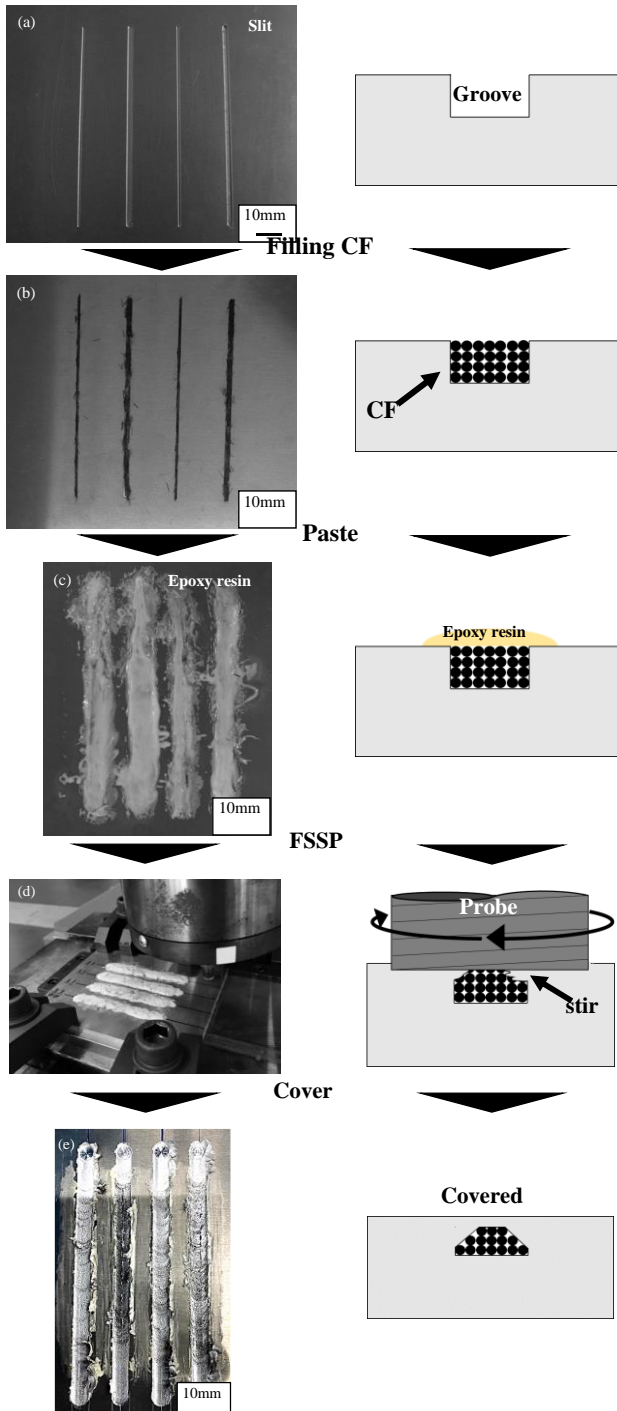 (a)
Slit
Groove
10mm
Filling CF
(b)
CF
10mm
Paste
(c)
Epoxy resin
Epoxy resin
10mm
FSSP
(d)
Probe
stir
Cover
(e)
Covered
10mm